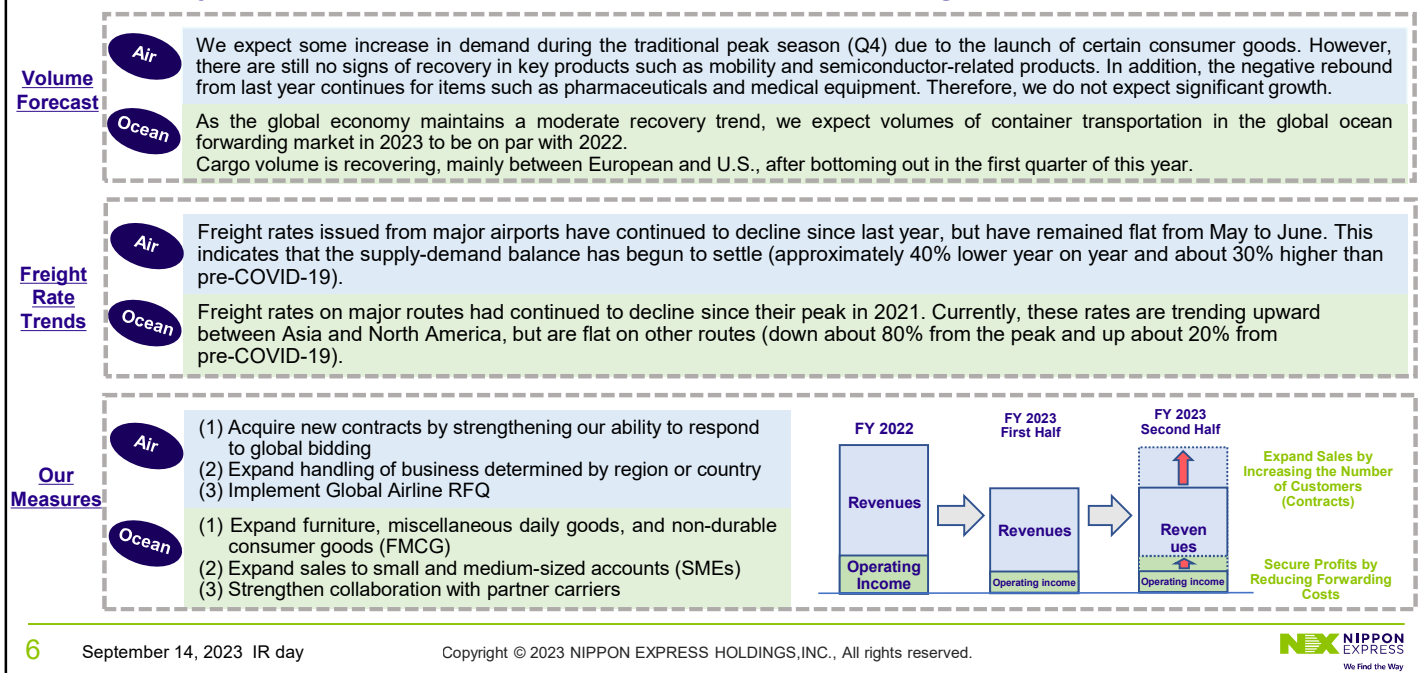 Volume
Forecast
Air
We expect some increase in demand during the traditional peak season (Q4) due to the launch of certain consumer goods. However,
there are still no signs of recovery in key products such as mobility and semiconductor-related products. In addition, the negative rebound
from last year continues for items such as pharmaceuticals and medical equipment. Therefore, we do not expect significant growth.
Ocean
As the global economy maintains a moderate recovery trend, we expect volumes of container transportation in the global ocean
forwarding market in 2023 to be on par with 2022.
Cargo volume is recovering, mainly between European and U.S., after bottoming out in the first quarter of this year.
Freight
Rate
Trends
Air
Freight rates issued from major airports have continued to decline since last year, but have remained flat from May to June. This
indicates that the supply-demand balance has begun to settle (approximately 40% lower year on year and about 30% higher than
pre-COVID-19).
Ocean
Freight rates on major routes had continued to decline since their peak in 2021. Currently, these rates are trending upward
between Asia and North America, but are flat on other routes (down about 80% from the peak and up about 20% from
pre-COVID-19).
Our
Measures
Air
(1) Acquire new contracts by strengthening our ability to respond
to global bidding
(2) Expand handling of business determined by region or country
(3) Implement Global Airline RFQ
Ocean
(1) Expand furniture, miscellaneous daily goods, and non-durable
consumer goods (FMCG)
(2) Expand sales to small and medium-sized accounts (SMEs)
(3) Strengthen collaboration with partner carriers
FY 2022
Revenues
Operating
Income
FY 2023
First Half
Revenues
Operating income
FY 2023
Second Half
Reven
ues
Operating income
Expand Sales by
Increasing the Number
of Customers
(Contracts)
Secure Profits by
Reducing Forwarding
Costs
6
September 14, 2023 IR day
Copyright © 2023 NIPPON EXPRESS HOLDINGS,INC., All rights reserved.
NX NIPPON
EXPRESS
We Find the Way